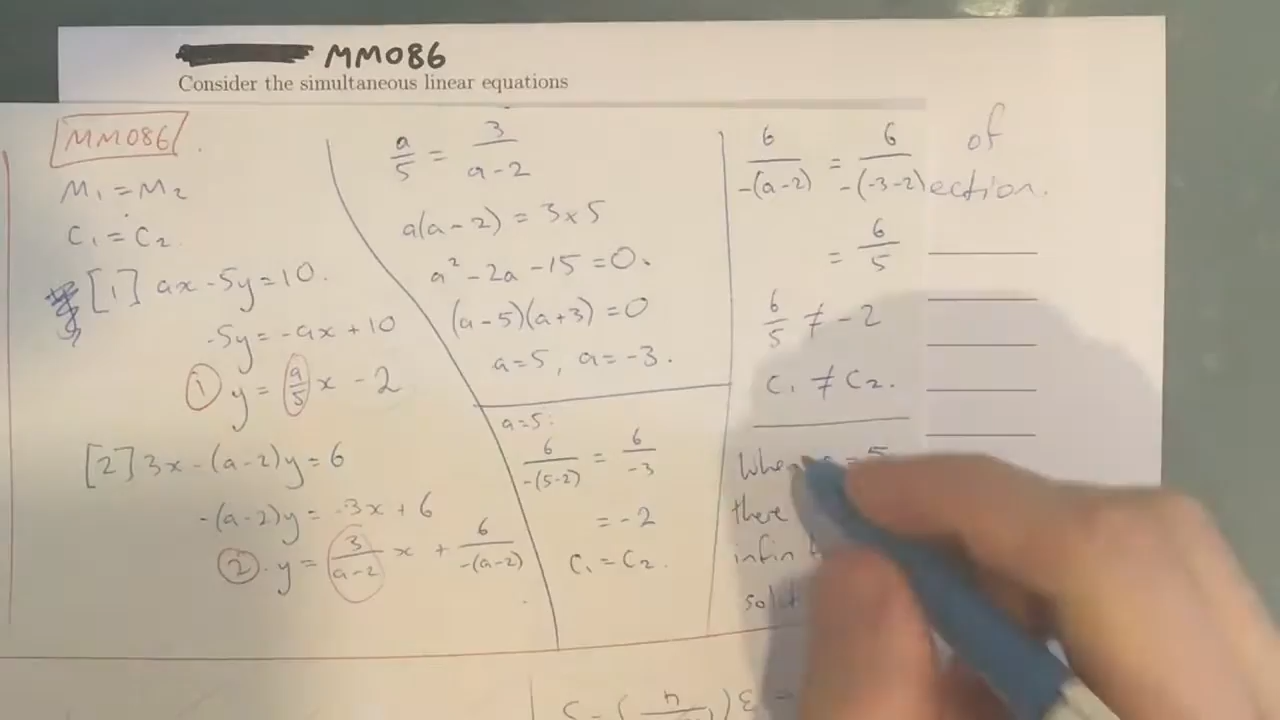 MM086
Consider the simultaneous linear equations
MM086.
M₁ = M₂
C₁ = C₂.
[1] ax - 5y = 10.
-5y = -ax + 10
① y = a/5 x - 2
[2] 3x - (a-2)y = 6
-(a-2)y = -3x + 6
②. y = 3/(a-2) x + 6/-(a-2)
a/5 = 3/(a-2)
a(a-2) = 3×5
a² - 2a - 15 = 0.
(a-5)(a+3) = 0
a=5, a=-3.
a=5:
6/-(5-2) = 6/-3
= -2
C₁ = C₂.
6/-(a-2) = 6/-(-3-2)
= 6/5
6/5 ≠ -2
C₁ ≠ C₂.
= 5
there
of
ection.